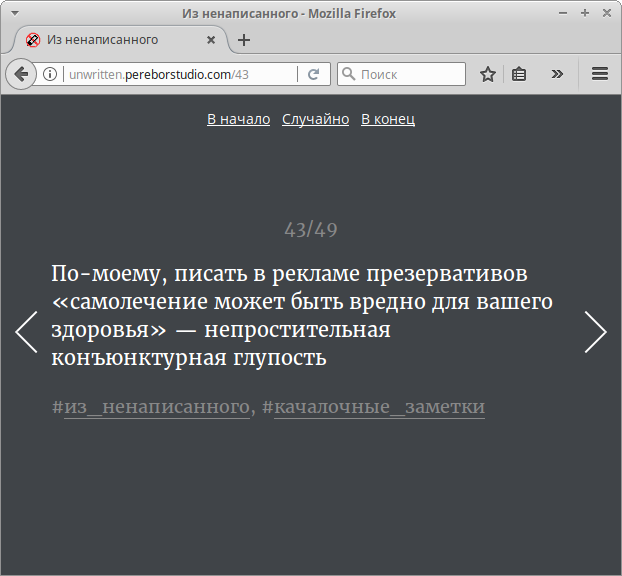 Из ненаписанного - Mozilla Firefox
Из ненаписанного
unwritten.pereborstudio.com/43
Поиск
В начало Случайно В конец
43/49
По-моему, писать в рекламе презервативов
«самолечение может быть вредно для вашего
здоровья» — непростительная
конъюнктурная глупость
#из_ненаписанного, #качалочные_заметки